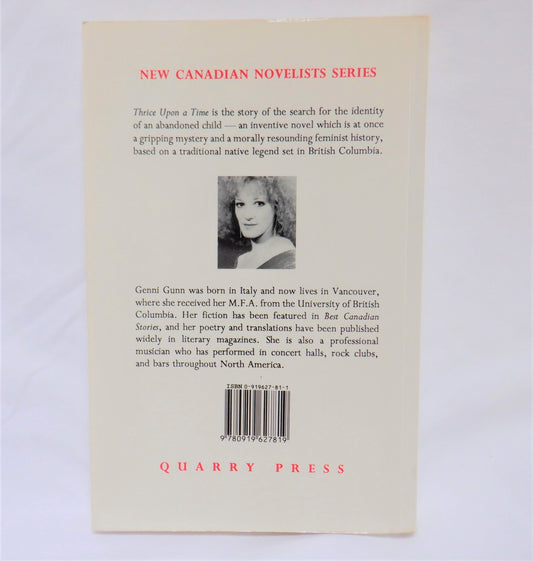 NEW CANADIAN NOVELISTS SERIES
Thrice Upon a Time is the story of the search for the identity
of an abandoned child — an inventive novel which is at once
a gripping mystery and a morally resounding feminist history,
based on a traditional native legend set in British Columbia.
Genni Gunn was born in Italy and now lives in Vancouver,
where she received her M.F.A. from the University of British
Columbia. Her fiction has been featured in Best Canadian
Stories, and her poetry and translations have been published
widely in literary magazines. She is also a professional
musician who has performed in concert halls, rock clubs,
and bars throughout North America.
ISBN 0-919627-81-1
9780919627819
QUARRY PRESS